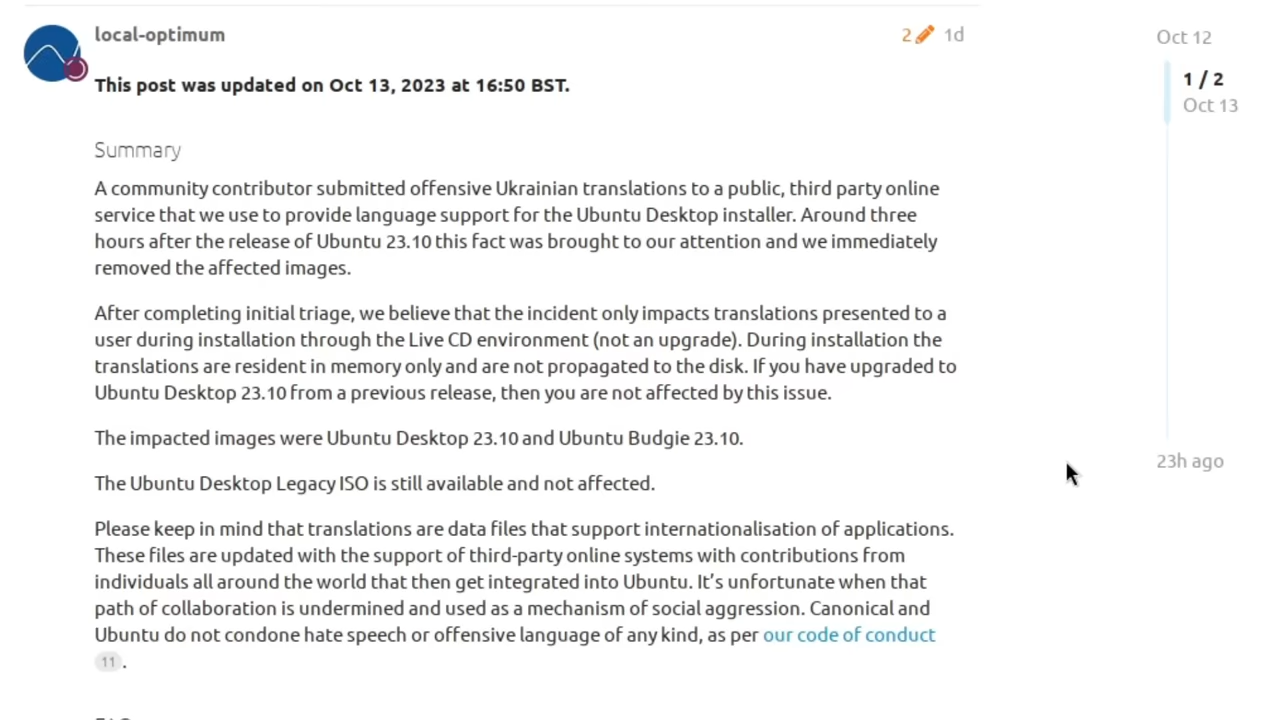 local-optimum
2 1d
Oct 12
This post was updated on Oct 13, 2023 at 16:50 BST.
1 / 2
Oct 13
Summary
A community contributor submitted offensive Ukrainian translations to a public, third party online
service that we use to provide language support for the Ubuntu Desktop installer. Around three
hours after the release of Ubuntu 23.10 this fact was brought to our attention and we immediately
removed the affected images.
After completing initial triage, we believe that the incident only impacts translations presented to a
user during installation through the Live CD environment (not an upgrade). During installation the
translations are resident in memory only and are not propagated to the disk. If you have upgraded to
Ubuntu Desktop 23.10 from a previous release, then you are not affected by this issue.
The impacted images were Ubuntu Desktop 23.10 and Ubuntu Budgie 23.10.
23h ago
The Ubuntu Desktop Legacy ISO is still available and not affected.
Please keep in mind that translations are data files that support internationalisation of applications.
These files are updated with the support of third-party online systems with contributions from
individuals all around the world that then get integrated into Ubuntu. It’s unfortunate when that
path of collaboration is undermined and used as a mechanism of social aggression. Canonical and
Ubuntu do not condone hate speech or offensive language of any kind, as per our code of conduct
11 .